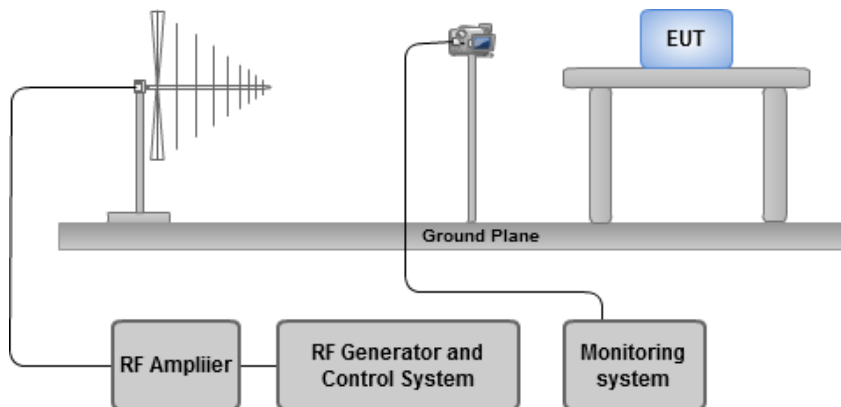 EUT
Ground Plane
RF Ampliier
RF Generator and
Control System
Monitoring
system